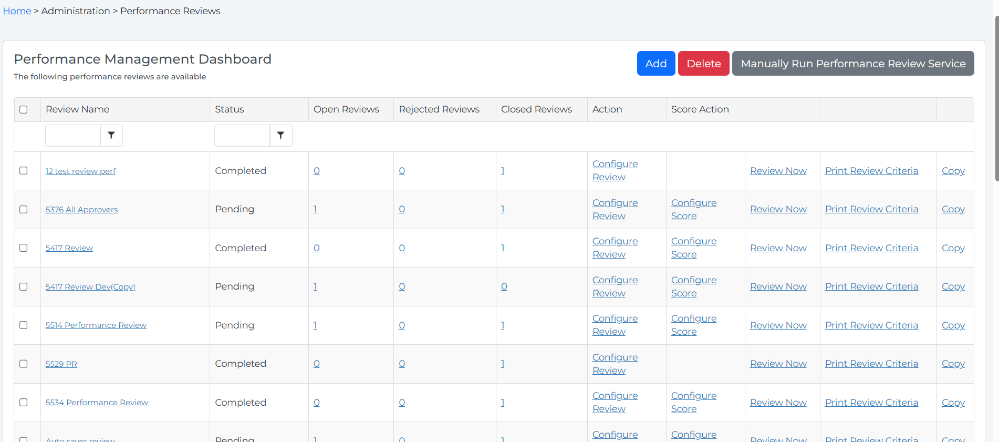 Home > Administration > Performance Reviews
Performance Management Dashboard
Add Delete Manually Run Performance Review Service
The following performance reviews are available
Review Name Status Open Reviews Rejected Reviews Closed Reviews Action Score Action
12 test review perf Completed 0 0 1 Configure Review Review Now Print Review Criteria Copy
5376 All Approvers Pending 1 0 1 Configure Review Configure Score Review Now Print Review Criteria Copy
5417 Review Completed 0 0 1 Configure Review Configure Score Review Now Print Review Criteria Copy
5417 Review Dev(Copy) Pending 1 0 0 Configure Review Configure Score Review Now Print Review Criteria Copy
5514 Performance Review Pending 1 0 1 Configure Review Configure Score Review Now Print Review Criteria Copy
5529 PR Completed 0 0 1 Configure Review Review Now Print Review Criteria Copy
5534 Performance Review Completed 0 0 1 Configure Review Configure Score Review Now Print Review Criteria Copy
Auto saver review Pending 1 0 1 Configure Configure Review Now Print Review Criteria Copy